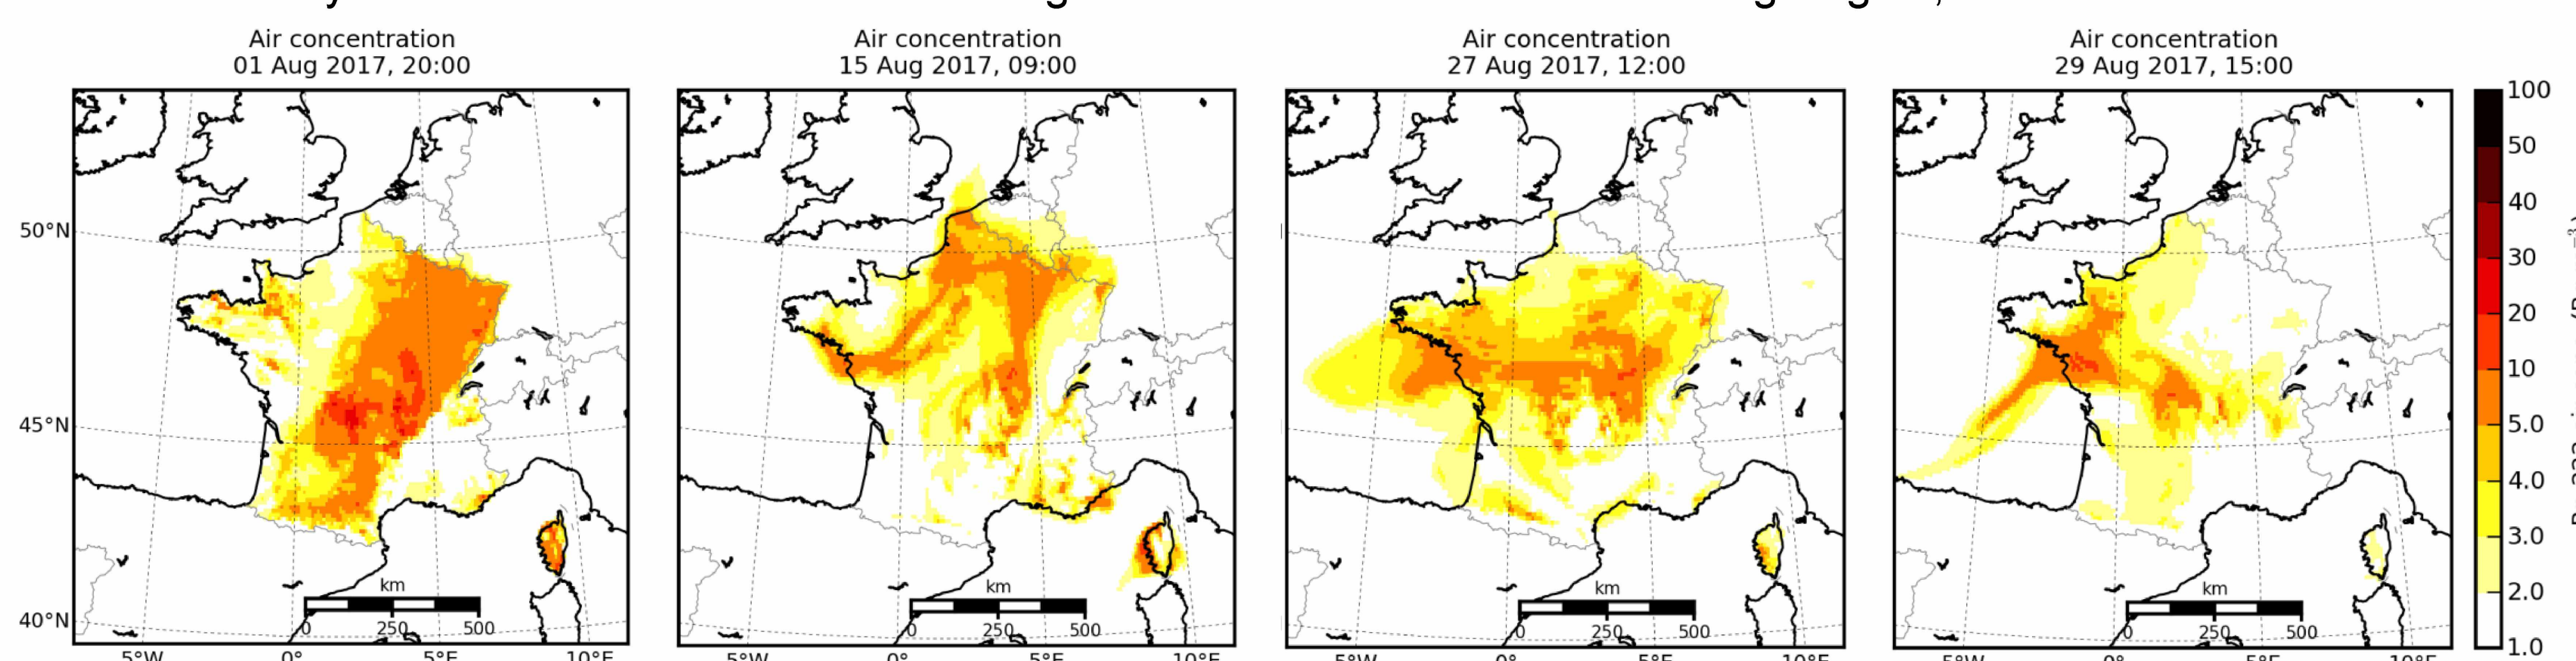 Air concentration
01 Aug 2017, 20:00
Air concentration
15 Aug 2017, 09:00
Air concentration
27 Aug 2017, 12:00
Air concentration
29 Aug 2017, 15:00
50°N
45°N
40°N
km
0 250 500
km
0 250 500
km
0 250 500
km
0 250 500
5°W 0° 5°E 10°E
5°W 0° 5°E 10°E
5°W 0° 5°E 10°E
5°W 0° 5°E 10°E
100
50
40
30
20
10
5.0
4.0
3.0
2.0
1.0